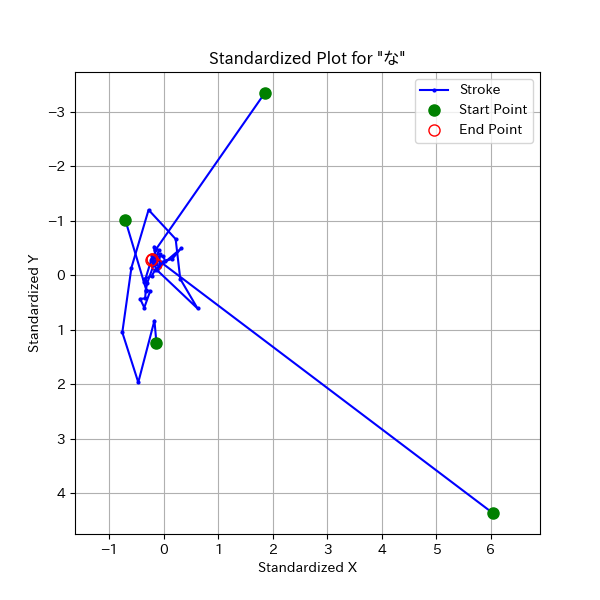 Standardized Plot for "な"
Stroke
Start Point
End Point
Standardized Y
−3
−2
−1
0
1
2
3
4
−1 0 1 2 3 4 5 6
Standardized X